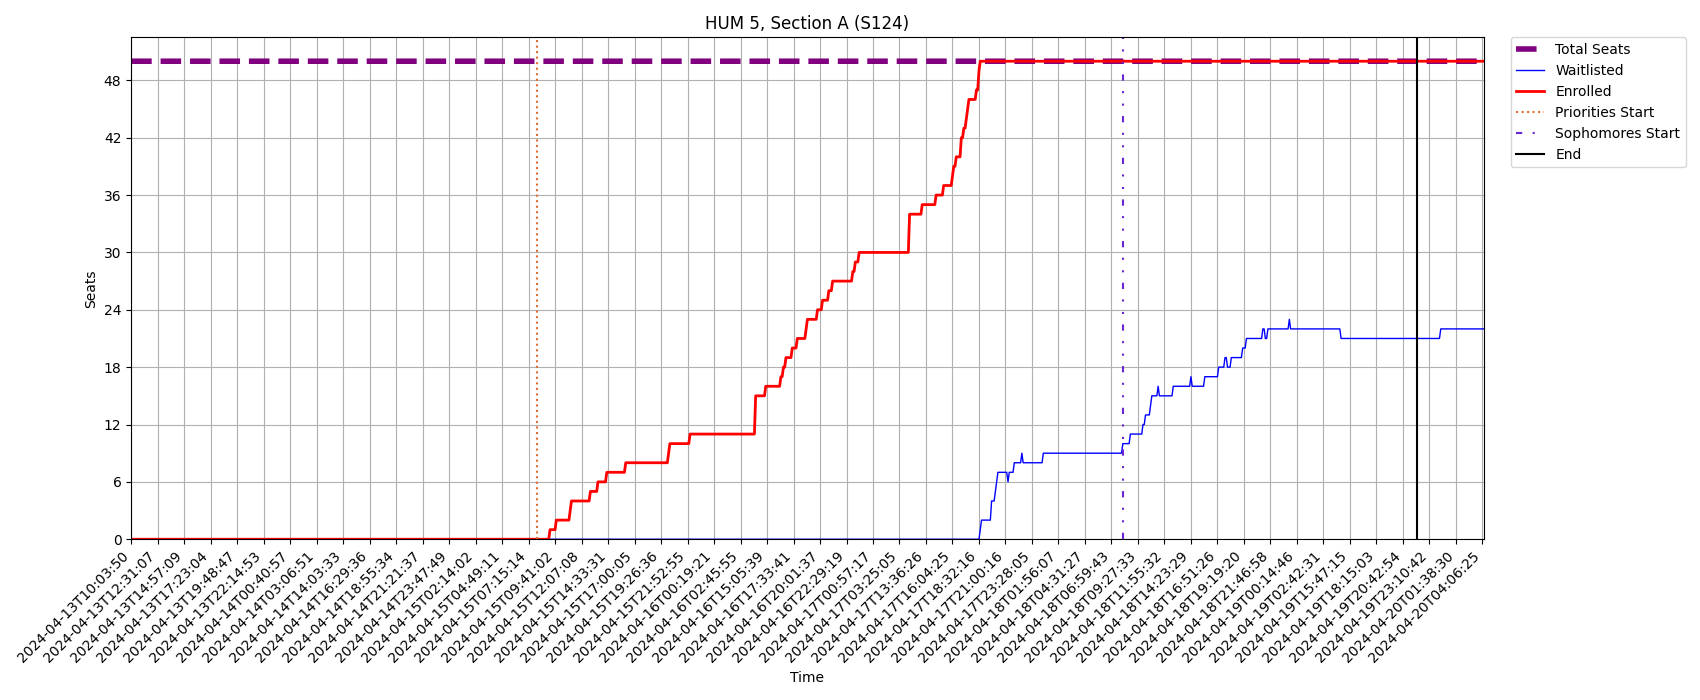 HUM 5, Section A (S124)
Total Seats
Waitlisted
Enrolled
Priorities Start
Sophomores Start
End
Seats
48
42
36
30
24
18
12
6
0
2024-04-13T10:03:50
2024-04-13T12:31:07
2024-04-13T14:57:09
2024-04-13T17:23:04
2024-04-13T19:48:47
2024-04-13T22:14:53
2024-04-14T00:40:57
2024-04-14T03:06:51
2024-04-14T14:03:33
2024-04-14T16:29:36
2024-04-14T18:55:34
2024-04-14T21:21:37
2024-04-14T23:47:49
2024-04-15T02:14:02
2024-04-15T04:49:11
2024-04-15T07:15:14
2024-04-15T09:41:02
2024-04-15T12:07:08
2024-04-15T14:33:31
2024-04-15T17:00:05
2024-04-15T19:26:36
2024-04-15T21:52:55
2024-04-16T00:19:21
2024-04-16T02:45:55
2024-04-16T15:05:39
2024-04-16T17:33:41
2024-04-16T20:01:37
2024-04-16T22:29:19
2024-04-17T00:57:17
2024-04-17T03:25:05
2024-04-17T13:36:26
2024-04-17T16:04:25
2024-04-17T18:32:16
2024-04-17T21:00:16
2024-04-17T23:28:05
2024-04-18T01:56:07
2024-04-18T04:31:27
2024-04-18T06:59:43
2024-04-18T09:27:33
2024-04-18T11:55:32
2024-04-18T14:23:29
2024-04-18T16:51:26
2024-04-18T19:19:20
2024-04-18T21:46:58
2024-04-19T00:14:46
2024-04-19T02:42:31
2024-04-19T15:47:15
2024-04-19T18:15:03
2024-04-19T20:42:54
2024-04-19T23:10:42
2024-04-20T01:38:30
2024-04-20T04:06:25
Time